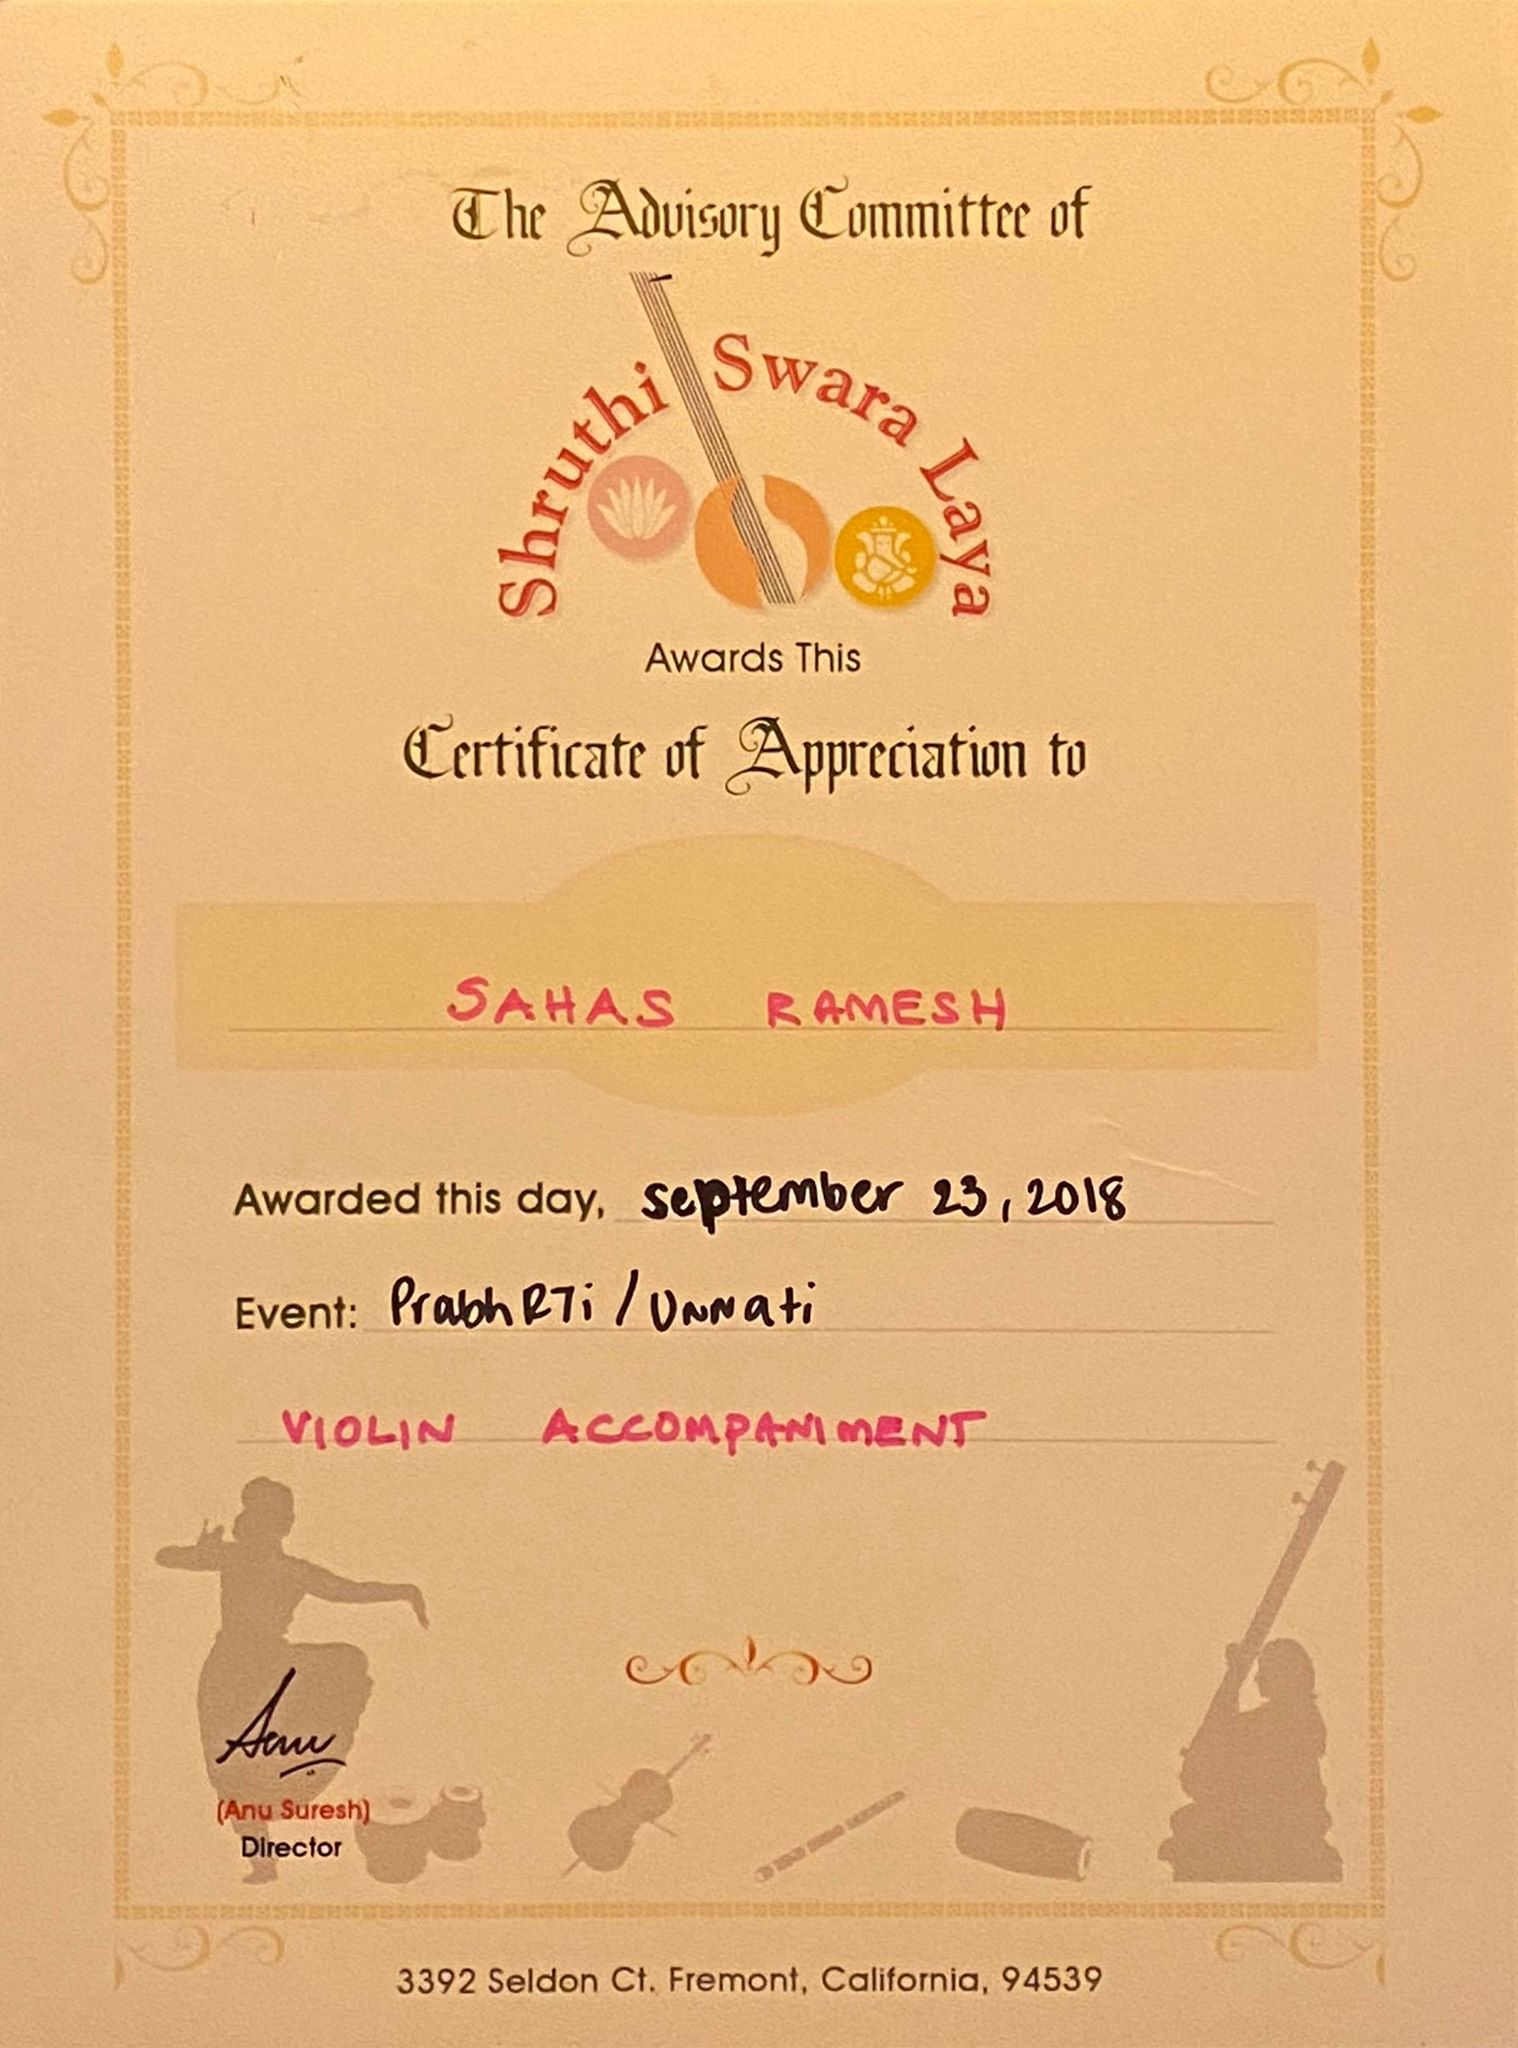 The Advisory Committee of
Shruthi Swara Laya
Awards This
Certificate of Appreciation to
SAHAS RAMESH
Awarded this day, september 23, 2018
Event: PrabhRTi / UNNati
VIOLIN ACCOMPANIMENT
Anu
(Anu Suresh)
Director
3392 Seldon Ct. Fremont, California, 94539